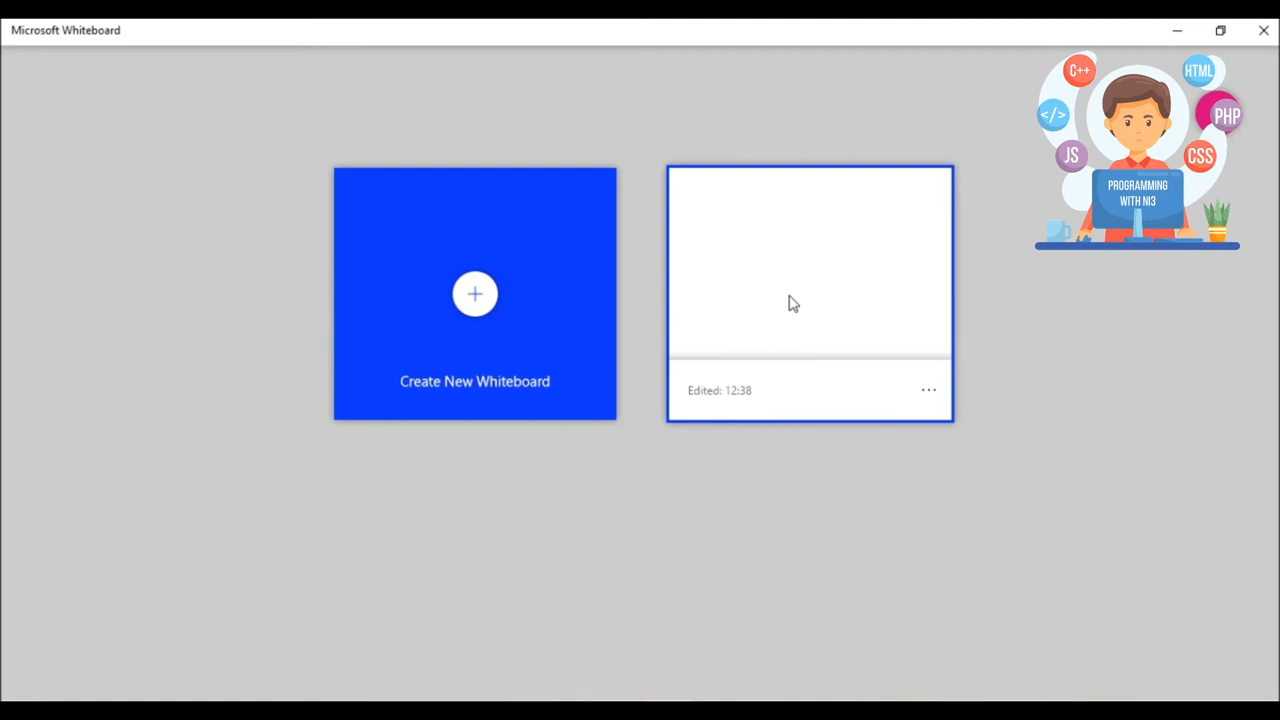 Microsoft Whiteboard
C++
HTML
</>
PHP
JS
CSS
PROGRAMMING
WITH NI3
Create New Whiteboard
Edited: 12:38